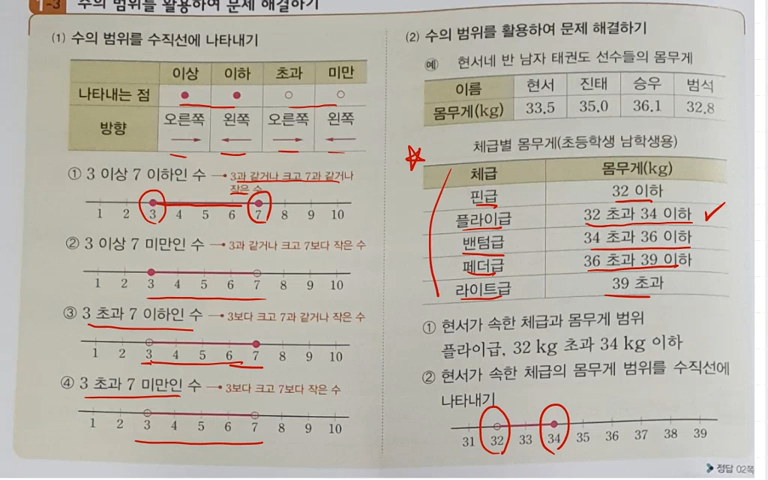 1-3 수의 범위를 활용하여 문제 해결하기
(1) 수의 범위를 수직선에 나타내기
이상 이하 초과 미만
나타내는 점 ● ● ○ ○
방향 오른쪽 왼쪽 오른쪽 왼쪽
→ ← → ←
① 3 이상 7 이하인 수 → 3과 같거나 크고 7과 같거나
작은 수
1 2 3 4 5 6 7 8 9 10
② 3 이상 7 미만인 수 → 3과 같거나 크고 7보다 작은 수
1 2 3 4 5 6 7 8 9 10
③ 3 초과 7 이하인 수 → 3보다 크고 7과 같거나 작은 수
1 2 3 4 5 6 7 8 9 10
④ 3 초과 7 미만인 수 → 3보다 크고 7보다 작은 수
1 2 3 4 5 6 7 8 9 10
(2) 수의 범위를 활용하여 문제 해결하기
예 현서네 반 남자 태권도 선수들의 몸무게
이름 현서 진태 승우 범석
몸무게(kg) 33.5 35.0 36.1 32.8
체급별 몸무게(초등학생 남학생용)
체급 몸무게(kg)
핀급 32 이하
플라이급 32 초과 34 이하
밴텀급 34 초과 36 이하
페더급 36 초과 39 이하
라이트급 39 초과
① 현서가 속한 체급과 몸무게 범위
플라이급, 32 kg 초과 34 kg 이하
② 현서가 속한 체급의 몸무게 범위를 수직선에
나타내기
31 32 33 34 35 36 37 38 39
정답 02쪽